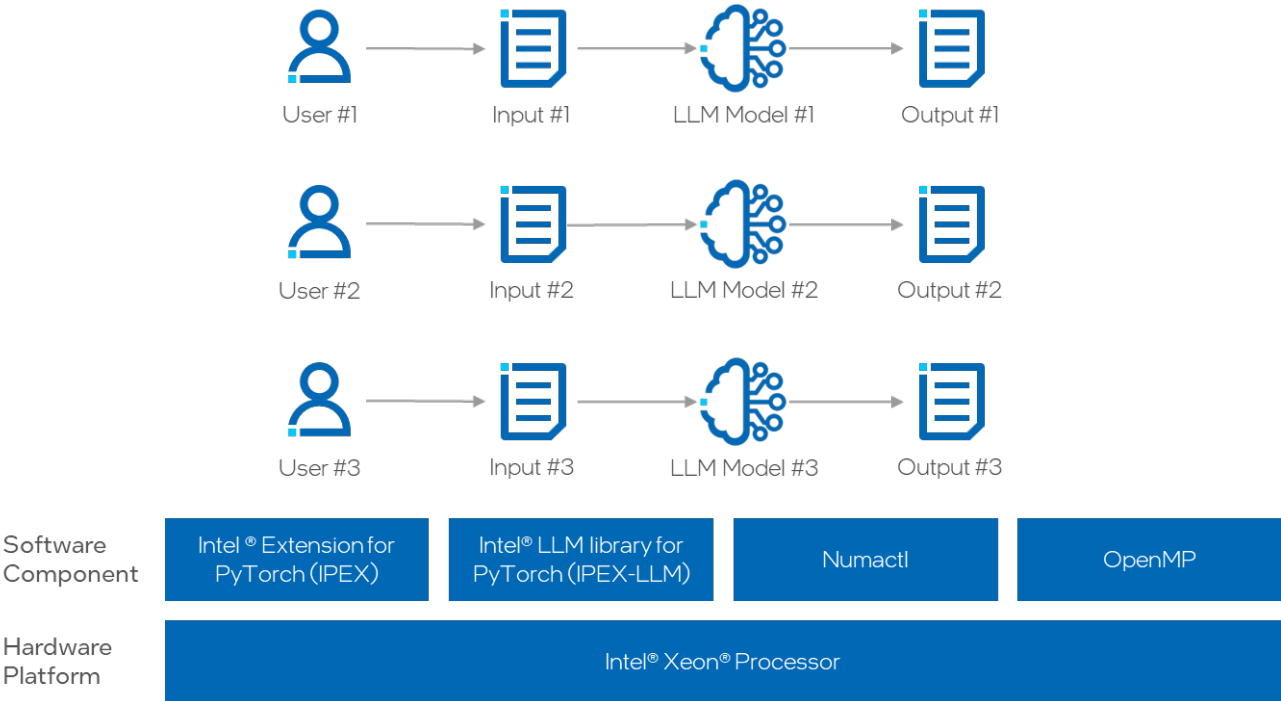 User #1
Input #1
LLM Model #1
Output #1
User #2
Input #2
LLM Model #2
Output #2
User #3
Input #3
LLM Model #3
Output #3
Software
Component
Intel ® Extension for
PyTorch (IPEX)
Intel® LLM library for
PyTorch (IPEX-LLM)
Numactl
OpenMP
Hardware
Platform
Intel® Xeon® Processor